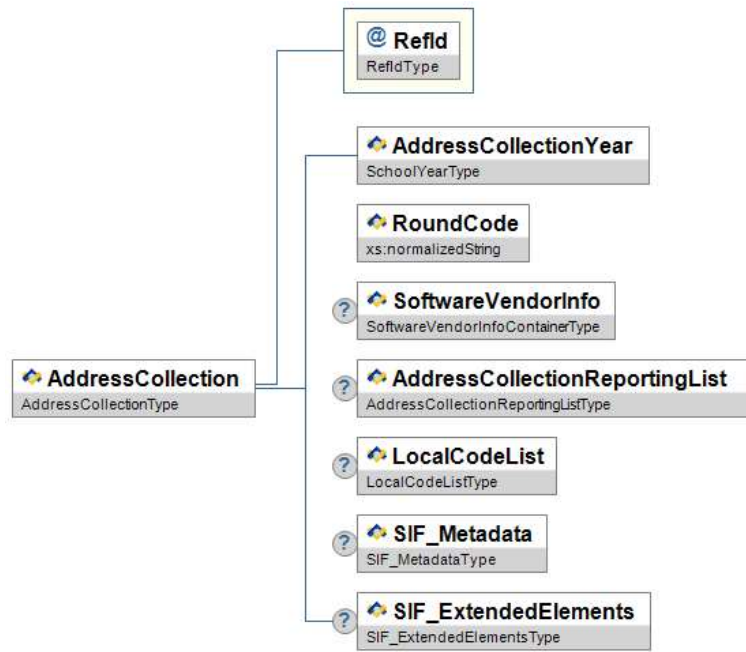 @ RefId
RefIdType
AddressCollectionYear
SchoolYearType
RoundCode
xs:normalizedString
? SoftwareVendorInfo
SoftwareVendorInfoContainerType
AddressCollection
AddressCollectionType
? AddressCollectionReportingList
AddressCollectionReportingListType
? LocalCodeList
LocalCodeListType
? SIF_Metadata
SIF_MetadataType
? SIF_ExtendedElements
SIF_ExtendedElementsType